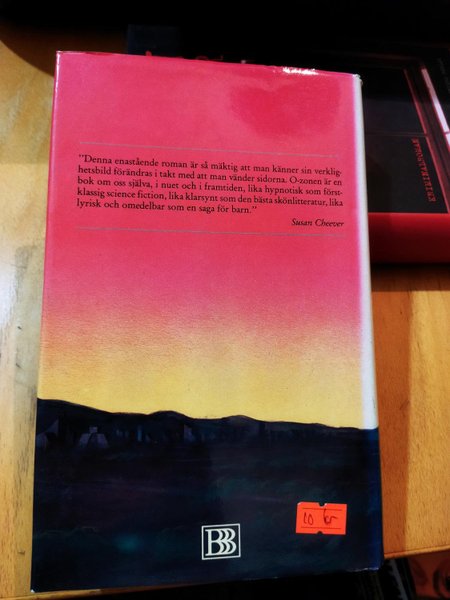 "Denna enastående roman är så mäktig att man känner sin verklig-
hetsbild förändras i takt med att man vänder sidorna. O-zonen är en
bok om oss själva, i nuet och i framtiden, lika hypnotisk som först-
klassig science fiction, lika klarsynt som den bästa skönlitteratur, lika
lyrisk och omedelbar som en saga för barn."
Susan Cheever
KRIMINALROMAN
10 kr
BBB